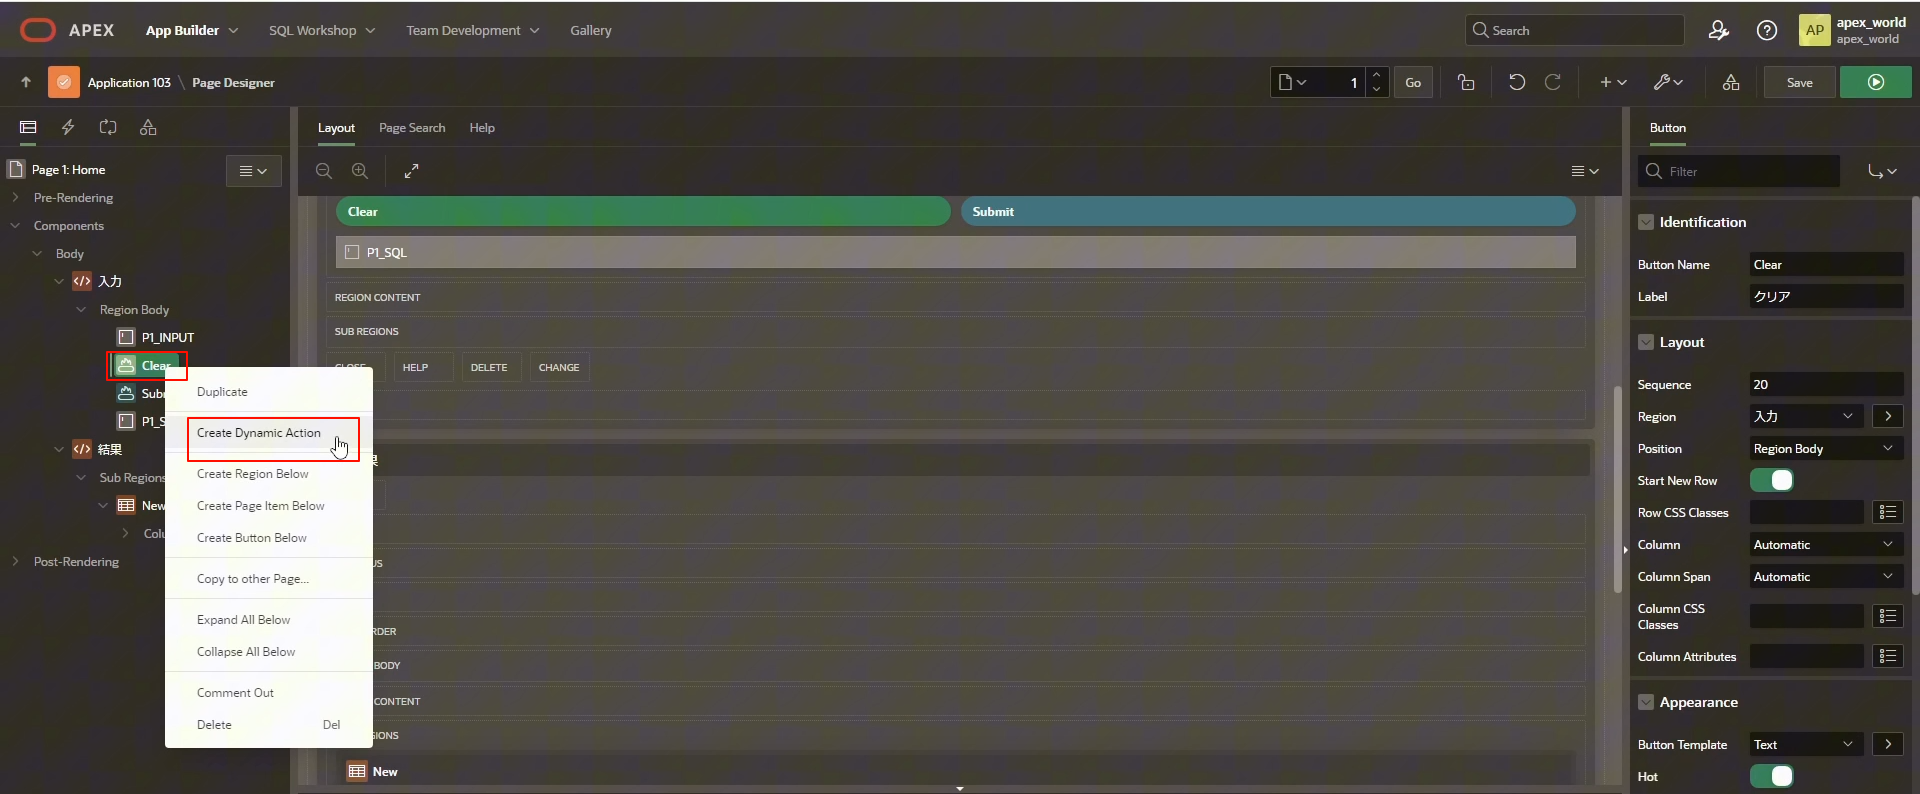 APEX
App Builder
SQL Workshop
Team Development
Gallery
Search
AP
apex_world
apex_world
Application 103 \ Page Designer
1
Go
Save
Layout
Page Search
Help
Button
Page 1: Home
Filter
Pre-Rendering
Components
Body
入力
Region Body
P1_INPUT
Clear
Sub
P1_S
結果
Sub Regions
New
Colu
Post-Rendering
Duplicate
Create Dynamic Action
Create Region Below
Create Page Item Below
Create Button Below
Copy to other Page...
Expand All Below
Collapse All Below
Comment Out
Delete Del
Clear
Submit
P1_SQL
REGION CONTENT
SUB REGIONS
CLOSE
HELP
DELETE
CHANGE
果
US
RDER
BODY
CONTENT
GIONS
New
Identification
Button Name Clear
Label クリア
Layout
Sequence 20
Region 入力
Position Region Body
Start New Row
Row CSS Classes
Column Automatic
Column Span Automatic
Column CSS
Classes
Column Attributes
Appearance
Button Template Text
Hot